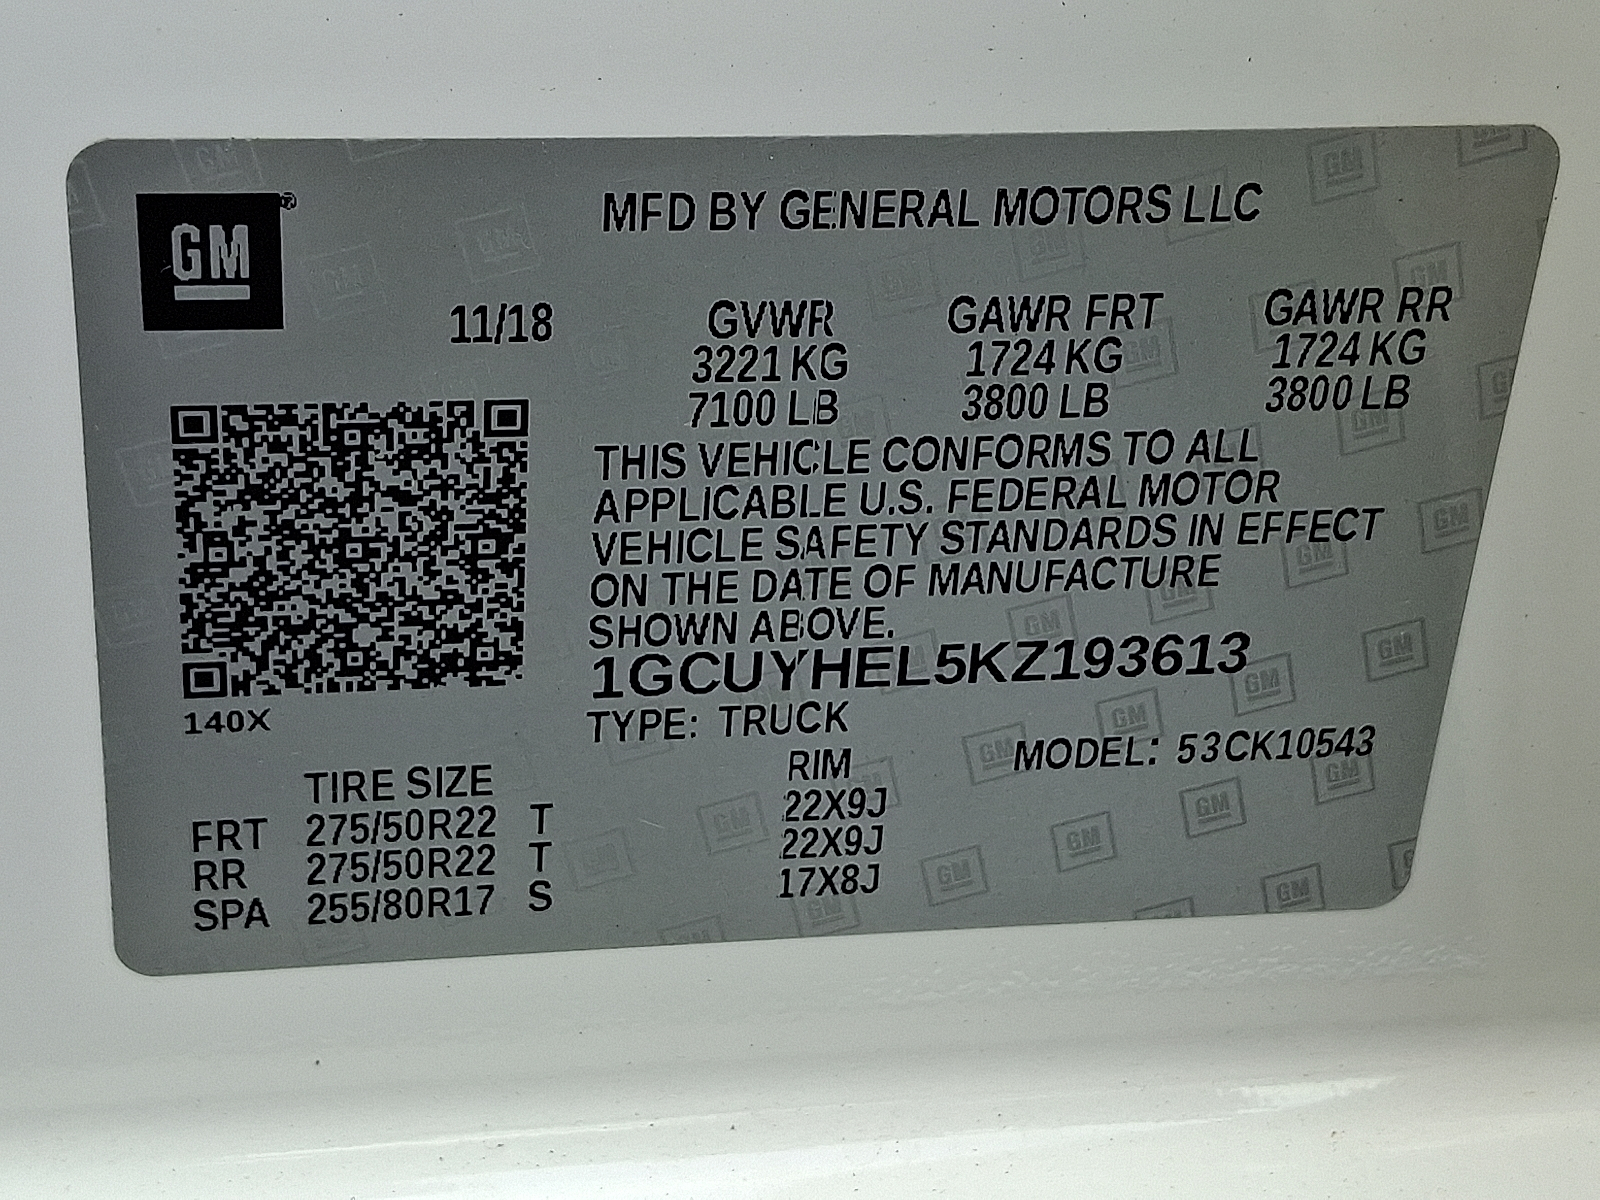 GM®
MFD BY GENERAL MOTORS LLC
11/18 GVWR GAWR FRT GAWR RR
3221 KG 1724 KG 1724 KG
7100 LB 3800 LB 3800 LB
THIS VEHICLE CONFORMS TO ALL
APPLICABLE U.S. FEDERAL MOTOR
VEHICLE SAFETY STANDARDS IN EFFECT
ON THE DATE OF MANUFACTURE
SHOWN ABOVE.
1GCUYHEL5KZ193613
140X
TYPE: TRUCK
MODEL: 53CK10543
TIRE SIZE RIM
FRT 275/50R22 T 22X9J
RR 275/50R22 T 22X9J
SPA 255/80R17 S 17X8J